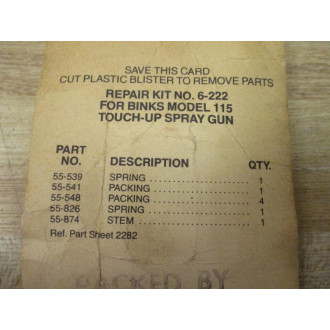 SAVE THIS CARD
CUT PLASTIC BLISTER TO REMOVE PARTS
REPAIR KIT NO. 6-222
FOR BINKS MODEL 115
TOUCH-UP SPRAY GUN
PART NO. DESCRIPTION QTY.
55-539 SPRING 1
55-541 PACKING 1
55-548 PACKING 4
55-826 SPRING 1
55-874 STEM 1
Ref. Part Sheet 2282
PACKED BY